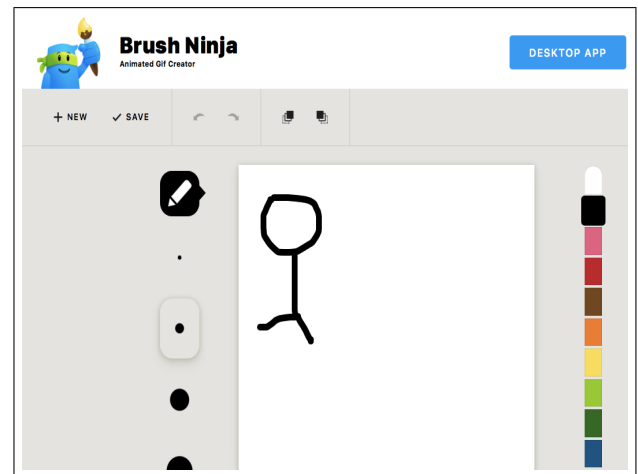 Brush Ninja
Animated Gif Creator
DESKTOP APP
+ NEW ✓ SAVE